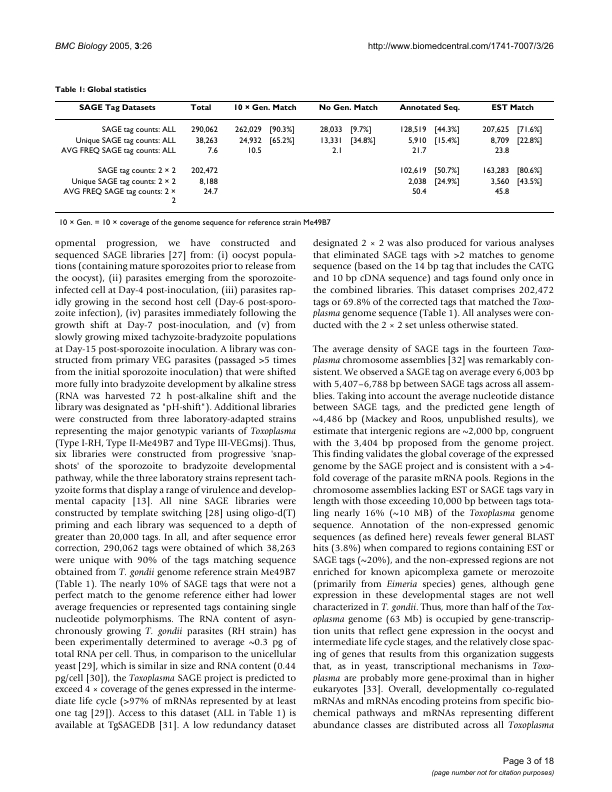 BMC Biology 2005, 3:26
http://www.biomedcentral.com/1741-7007/3/26
Table 1: Global statistics
SAGE Tag Datasets Total 10 × Gen. Match No Gen. Match Annotated Seq. EST Match
SAGE tag counts: ALL 290,062 262,029 [90.3%] 28,033 [9.7%] 128,519 [44.3%] 207,625 [71.6%]
Unique SAGE tag counts: ALL 38,263 24,932 [65.2%] 13,331 [34.8%] 5,910 [15.4%] 8,709 [22.8%]
AVG FREQ SAGE tag counts: ALL 7.6 10.5 2.1 21.7 23.8
SAGE tag counts: 2 × 2 202,472 102,619 [50.7%] 163,283 [80.6%]
Unique SAGE tag counts: 2 × 2 8,188 2,038 [24.9%] 3,560 [43.5%]
AVG FREQ SAGE tag counts: 2 × 24.7 50.4 45.8
2
10 × Gen. = 10 × coverage of the genome sequence for reference strain Me49B7
opmental progression, we have constructed and
sequenced SAGE libraries [27] from: (i) oocyst popula-
tions (containing mature sporozoites prior to release from
the oocyst), (ii) parasites emerging from the sporozoite-
infected cell at Day-4 post-inoculation, (iii) parasites rap-
idly growing in the second host cell (Day-6 post-sporo-
zoite infection), (iv) parasites immediately following the
growth shift at Day-7 post-inoculation, and (v) from
slowly growing mixed tachyzoite-bradyzoite populations
at Day-15 post-sporozoite inoculation. A library was con-
structed from primary VEG parasites (passaged >5 times
from the initial sporozoite inoculation) that were shifted
more fully into bradyzoite development by alkaline stress
(RNA was harvested 72 h post-alkaline shift and the
library was designated as "pH-shift"). Additional libraries
were constructed from three laboratory-adapted strains
representing the major genotypic variants of Toxoplasma
(Type I-RH, Type II-Me49B7 and Type III-VEGmsj). Thus,
six libraries were constructed from progressive 'snap-
shots' of the sporozoite to bradyzoite developmental
pathway, while the three laboratory strains represent tach-
yzoite forms that display a range of virulence and develop-
mental capacity [13]. All nine SAGE libraries were
constructed by template switching [28] using oligo-d(T)
priming and each library was sequenced to a depth of
greater than 20,000 tags. In all, and after sequence error
correction, 290,062 tags were obtained of which 38,263
were unique with 90% of the tags matching sequence
obtained from T. gondii genome reference strain Me49B7
(Table 1). The nearly 10% of SAGE tags that were not a
perfect match to the genome reference either had lower
average frequencies or represented tags containing single
nucleotide polymorphisms. The RNA content of asyn-
chronously growing T. gondii parasites (RH strain) has
been experimentally determined to average ~0.3 pg of
total RNA per cell. Thus, in comparison to the unicellular
yeast [29], which is similar in size and RNA content (0.44
pg/cell [30]), the Toxoplasma SAGE project is predicted to
exceed 4 × coverage of the genes expressed in the interme-
diate life cycle (>97% of mRNAs represented by at least
one tag [29]). Access to this dataset (ALL in Table 1) is
available at TgSAGEDB [31]. A low redundancy dataset
designated 2 × 2 was also produced for various analyses
that eliminated SAGE tags with >2 matches to genome
sequence (based on the 14 bp tag that includes the CATG
and 10 bp cDNA sequence) and tags found only once in
the combined libraries. This dataset comprises 202,472
tags or 69.8% of the corrected tags that matched the Toxo-
plasma genome sequence (Table 1). All analyses were con-
ducted with the 2 × 2 set unless otherwise stated.
The average density of SAGE tags in the fourteen Toxo-
plasma chromosome assemblies [32] was remarkably con-
sistent. We observed a SAGE tag on average every 6,003 bp
with 5,407–6,788 bp between SAGE tags across all assem-
blies. Taking into account the average nucleotide distance
between SAGE tags, and the predicted gene length of
~4,486 bp (Mackey and Roos, unpublished results), we
estimate that intergenic regions are ~2,000 bp, congruent
with the 3,404 bp proposed from the genome project.
This finding validates the global coverage of the expressed
genome by the SAGE project and is consistent with a >4-
fold coverage of the parasite mRNA pools. Regions in the
chromosome assemblies lacking EST or SAGE tags vary in
length with those exceeding 10,000 bp between tags tota-
ling nearly 16% (~10 MB) of the Toxoplasma genome
sequence. Annotation of the non-expressed genomic
sequences (as defined here) reveals fewer general BLAST
hits (3.8%) when compared to regions containing EST or
SAGE tags (~20%), and the non-expressed regions are not
enriched for known apicomplexa gamete or merozoite
(primarily from Eimeria species) genes, although gene
expression in these developmental stages are not well
characterized in T. gondii. Thus, more than half of the Tox-
oplasma genome (63 Mb) is occupied by gene-transcrip-
tion units that reflect gene expression in the oocyst and
intermediate life cycle stages, and the relatively close spac-
ing of genes that results from this organization suggests
that, as in yeast, transcriptional mechanisms in Toxo-
plasma are probably more gene-proximal than in higher
eukaryotes [33]. Overall, developmentally co-regulated
mRNAs and mRNAs encoding proteins from specific bio-
chemical pathways and mRNAs representing different
abundance classes are distributed across all Toxoplasma
Page 3 of 18
(page number not for citation purposes)